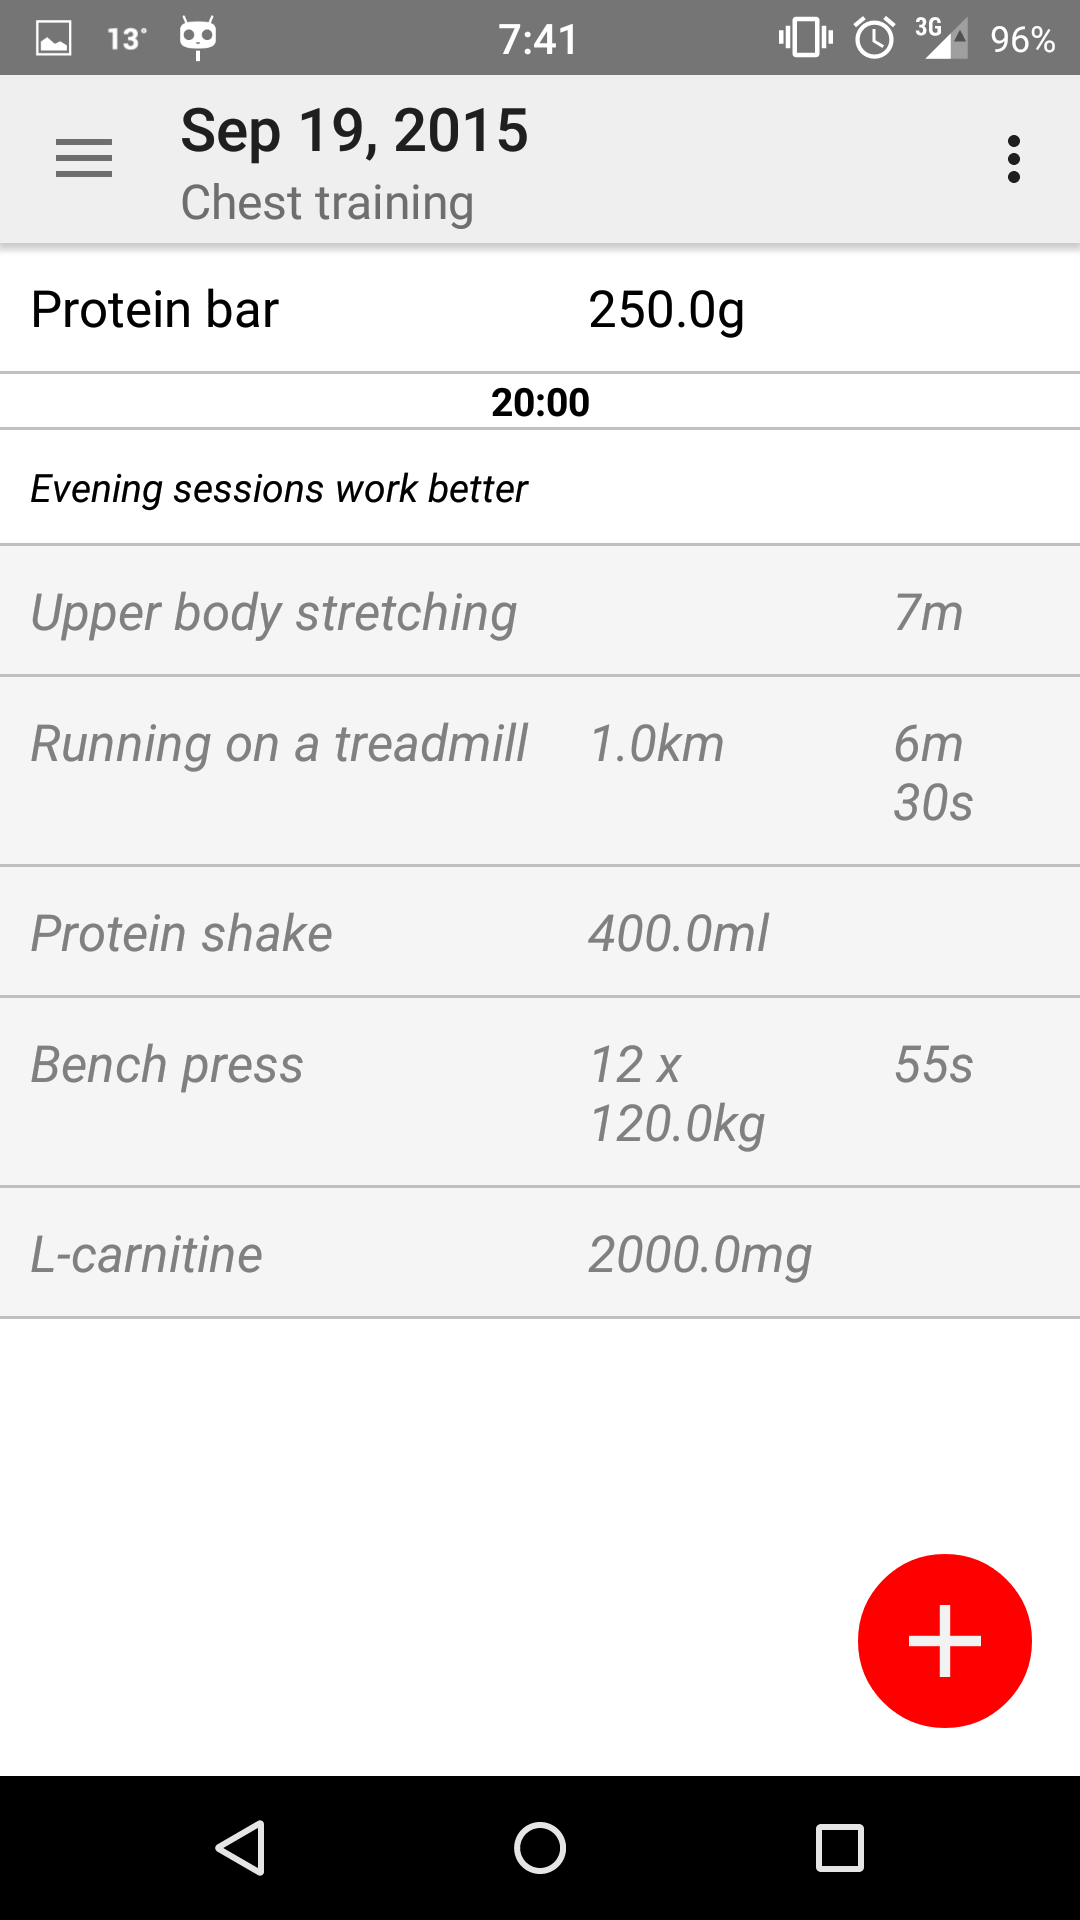 13° 7:41 3G 96%
Sep 19, 2015
Chest training
Protein bar 250.0g
20:00
Evening sessions work better
Upper body stretching 7m
Running on a treadmill 1.0km 6m
30s
Protein shake 400.0ml
Bench press 12 x 55s
120.0kg
L-carnitine 2000.0mg